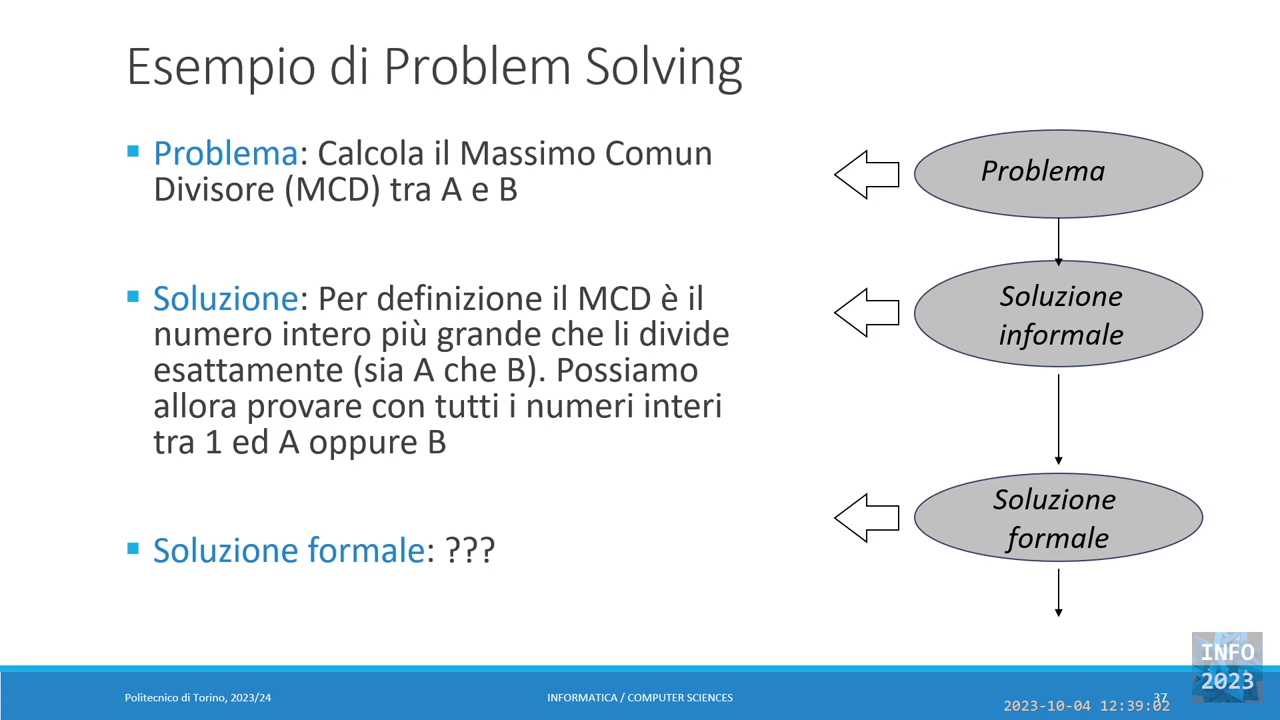 Esempio di Problem Solving
▪ Problema: Calcola il Massimo Comun
Divisore (MCD) tra A e B
▪ Soluzione: Per definizione il MCD è il
numero intero più grande che li divide
esattamente (sia A che B). Possiamo
allora provare con tutti i numeri interi
tra 1 ed A oppure B
▪ Soluzione formale: ???
Problema
Soluzione
informale
Soluzione
formale
Politecnico di Torino, 2023/24
INFORMATICA / COMPUTER SCIENCES
37
2023-10-04 12:39:02
INFO
2023